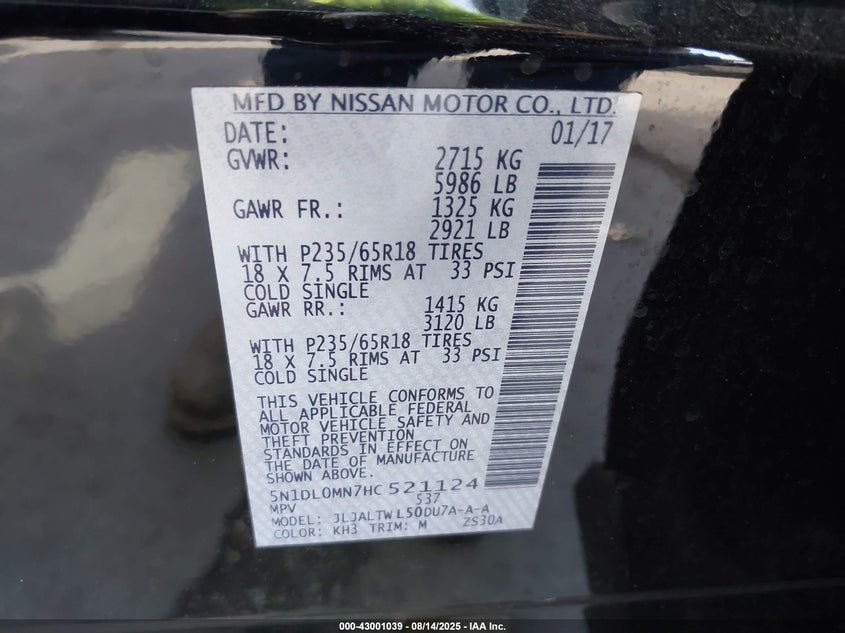 MFD BY NISSAN MOTOR CO., LTD.
DATE: 01/17
GVWR: 2715 KG
5986 LB
GAWR FR.: 1325 KG
2921 LB
WITH P235/65R18 TIRES
18 X 7.5 RIMS AT 33 PSI
COLD SINGLE
GAWR RR.: 1415 KG
3120 LB
WITH P235/65R18 TIRES
18 X 7.5 RIMS AT 33 PSI
COLD SINGLE
THIS VEHICLE CONFORMS TO
ALL APPLICABLE FEDERAL
MOTOR VEHICLE SAFETY AND
THEFT PREVENTION
STANDARDS IN EFFECT ON
THE DATE OF MANUFACTURE
SHOWN ABOVE.
5N1DL0MN7HC 521124
MPV 537
MODEL: JLJALTWL50DU7A-A-A
COLOR: KH3 TRIM: M ZS30A
000-43001039 - 08/14/2025 - IAA Inc.